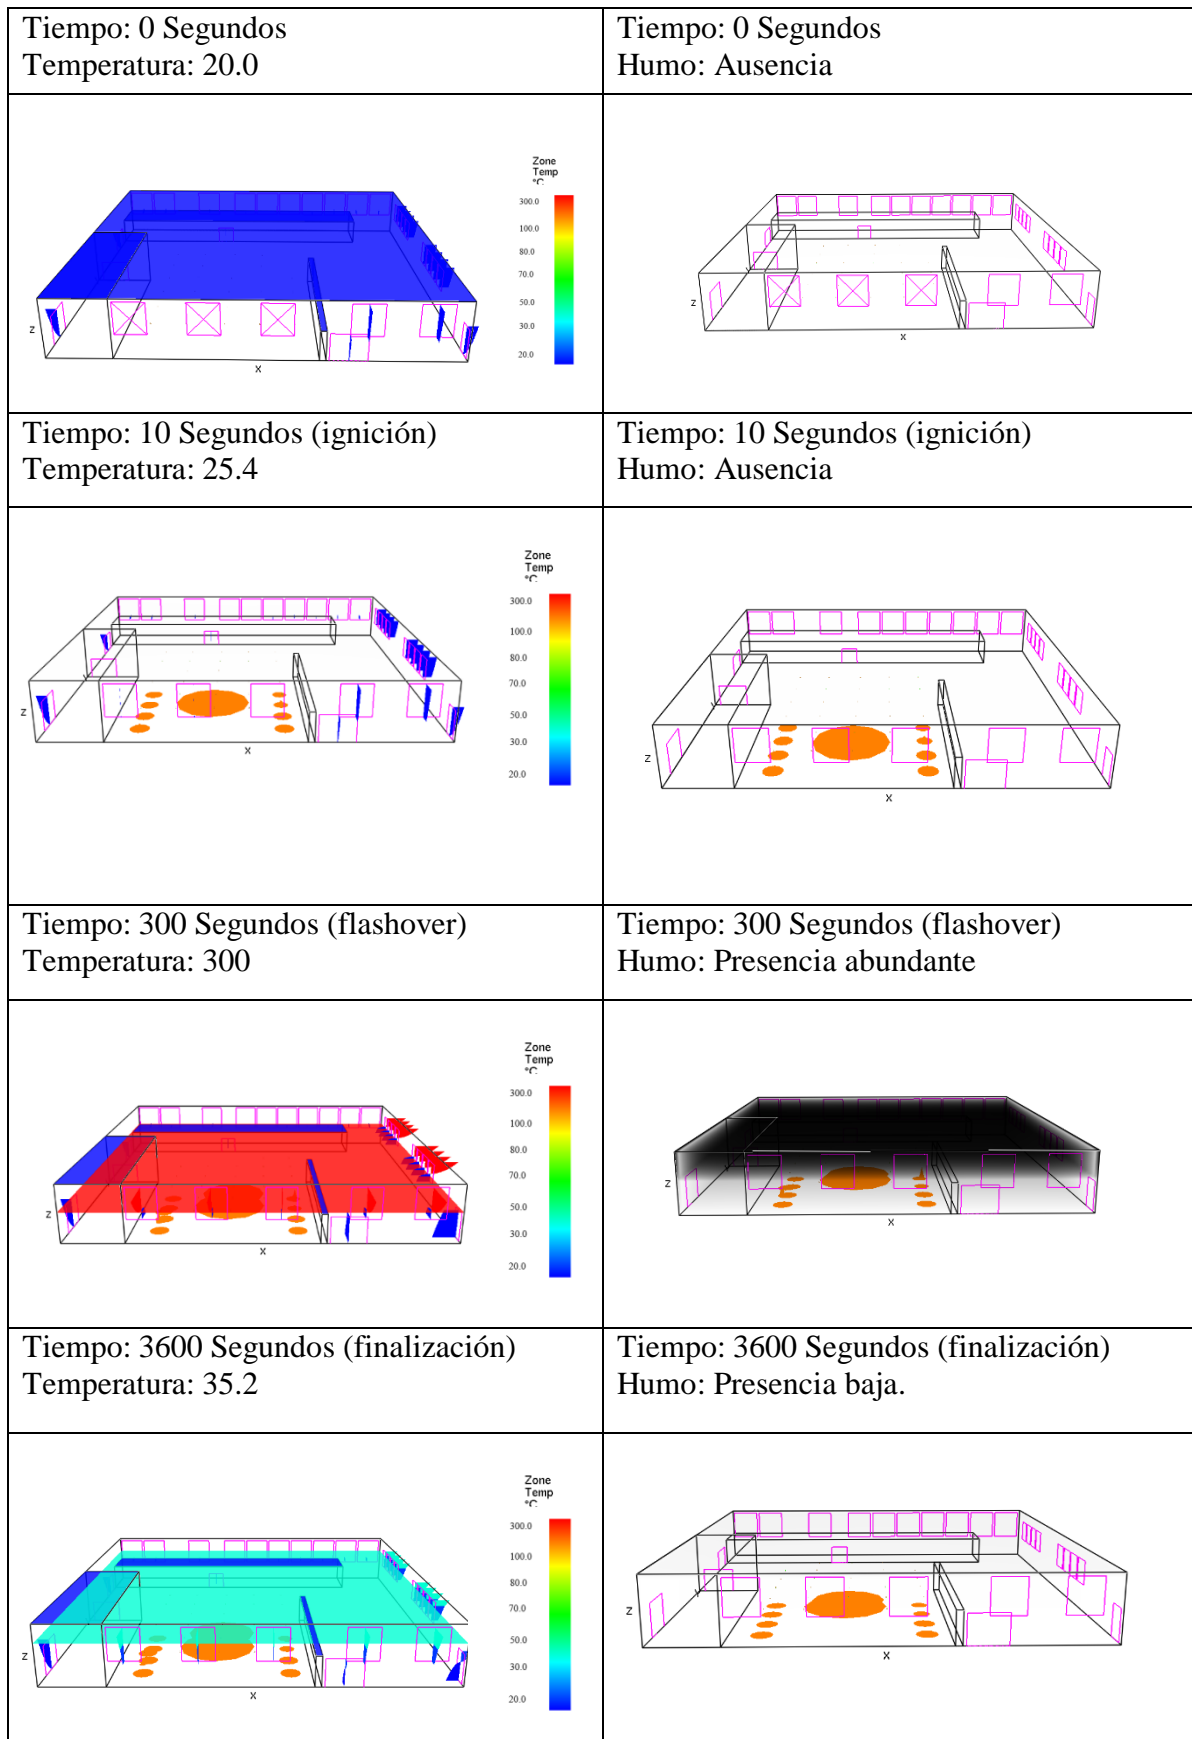 Tiempo: 0 Segundos
Temperatura: 20.0
Tiempo: 0 Segundos
Humo: Ausencia
Zone
Temp
°C
300.0
100.0
80.0
70.0
50.0
30.0
20.0
z
x
z
x
Tiempo: 10 Segundos (ignición)
Temperatura: 25.4
Tiempo: 10 Segundos (ignición)
Humo: Ausencia
Zone
Temp
°C
300.0
100.0
80.0
70.0
50.0
30.0
20.0
z
x
z
x
Tiempo: 300 Segundos (flashover)
Temperatura: 300
Tiempo: 300 Segundos (flashover)
Humo: Presencia abundante
Zone
Temp
°C
300.0
100.0
80.0
70.0
50.0
30.0
20.0
z
x
z
x
Tiempo: 3600 Segundos (finalización)
Temperatura: 35.2
Tiempo: 3600 Segundos (finalización)
Humo: Presencia baja.
Zone
Temp
°C
300.0
100.0
80.0
70.0
50.0
30.0
20.0
z
x
z
x